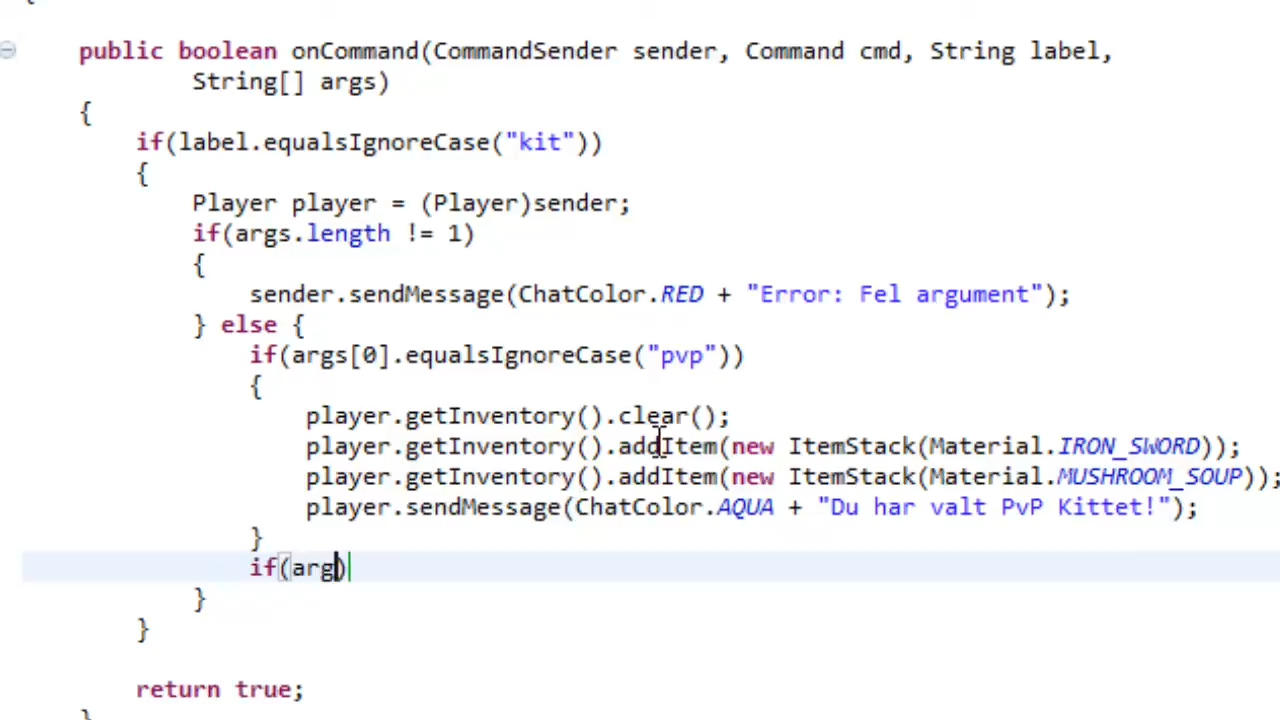 {
public boolean onCommand(CommandSender sender, Command cmd, String label,
String[] args)
{
if(label.equalsIgnoreCase("kit"))
{
Player player = (Player)sender;
if(args.length != 1)
{
sender.sendMessage(ChatColor.RED + "Error: Fel argument");
} else {
if(args[0].equalsIgnoreCase("pvp"))
{
player.getInventory().clear();
player.getInventory().addItem(new ItemStack(Material.IRON_SWORD));
player.getInventory().addItem(new ItemStack(Material.MUSHROOM_SOUP));
player.sendMessage(ChatColor.AQUA + "Du har valt PvP Kittet!");
}
if(arg)
}
}
return true;
}